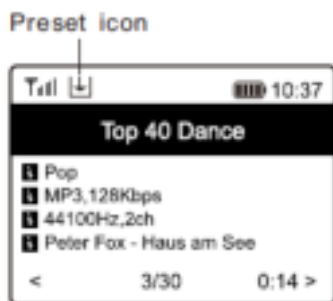 Preset icon
10:37
Top 40 Dance
Pop
MP3,128Kbps
44100Hz,2ch
Peter Fox - Haus am See
< 3/30 0:14 >